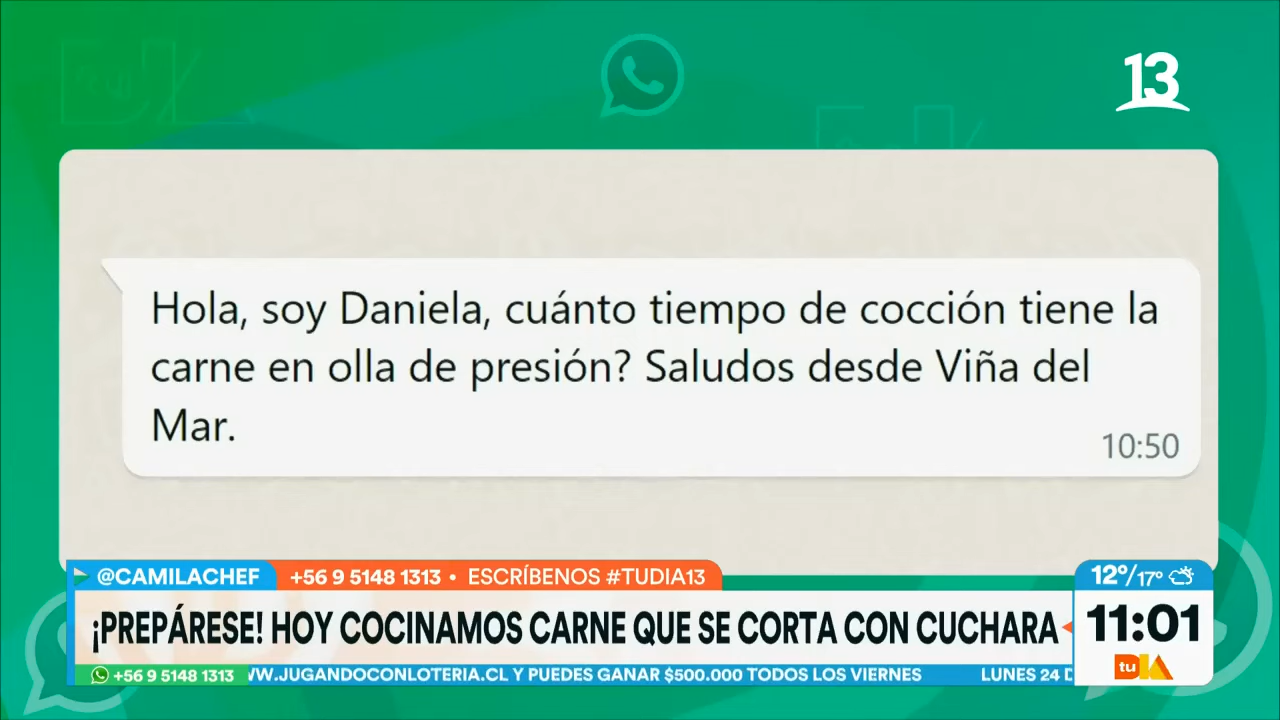 13
Hola, soy Daniela, cuánto tiempo de cocción tiene la
carne en olla de presión? Saludos desde Viña del
Mar.
10:50
@CAMILACHEF +56 9 5148 1313 • ESCRÍBENOS #TUDIA13
12°/17°
¡PREPÁRESE! HOY COCINAMOS CARNE QUE SE CORTA CON CUCHARA
11:01
tu DIA
+56 9 5148 1313 WW.JUGANDOCONLOTERIA.CL Y PUEDES GANAR $500.000 TODOS LOS VIERNES LUNES 24 D